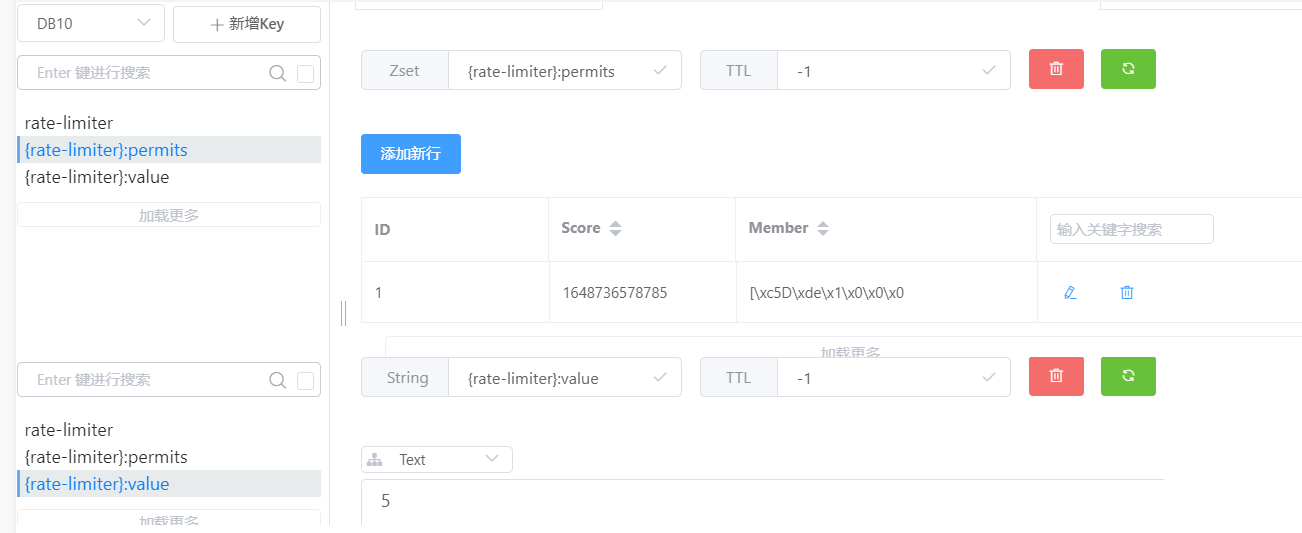 DB10
新增Key
Enter 键进行搜索
rate-limiter
{rate-limiter}:permits
{rate-limiter}:value
加载更多
Zset {rate-limiter}:permits TTL -1
添加新行
ID Score Member 输入关键字搜索
1 1648736578785 [\xc5D\xde\x1\x0\x0\x0
加载更多
Enter 键进行搜索
rate-limiter
{rate-limiter}:permits
{rate-limiter}:value
加载更多
String {rate-limiter}:value TTL -1
Text
5